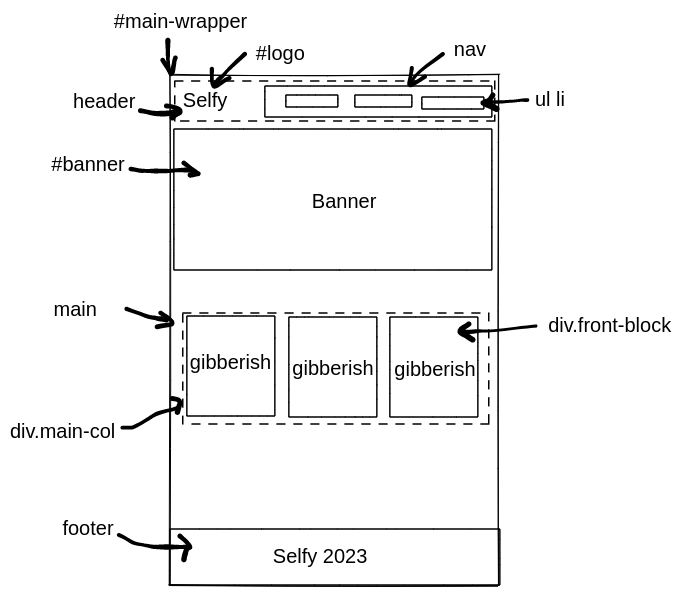 #main-wrapper
#logo
nav
header
Selfy
ul li
#banner
Banner
main
div.front-block
gibberish
gibberish
gibberish
div.main-col
footer
Selfy 2023